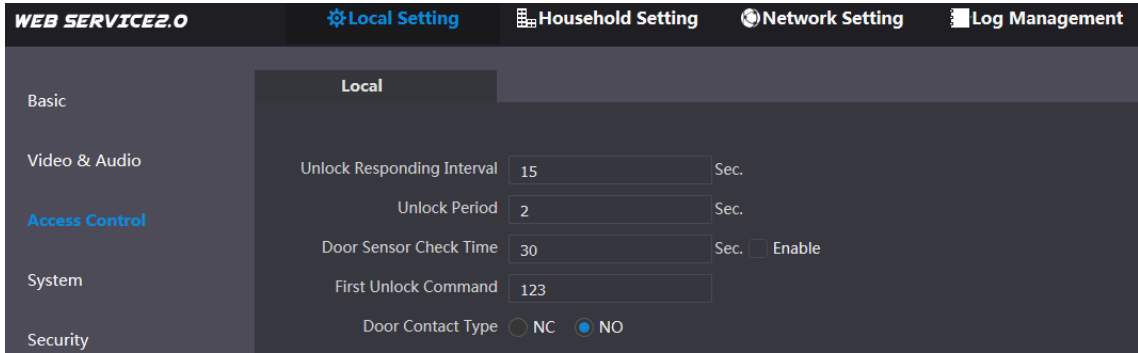 WEB SERVICE2.0 Local Setting Household Setting Network Setting Log Management
Local
Basic
Video & Audio
Access Control
System
Security
Unlock Responding Interval 15 Sec.
Unlock Period 2 Sec.
Door Sensor Check Time 30 Sec. Enable
First Unlock Command 123
Door Contact Type NC NO